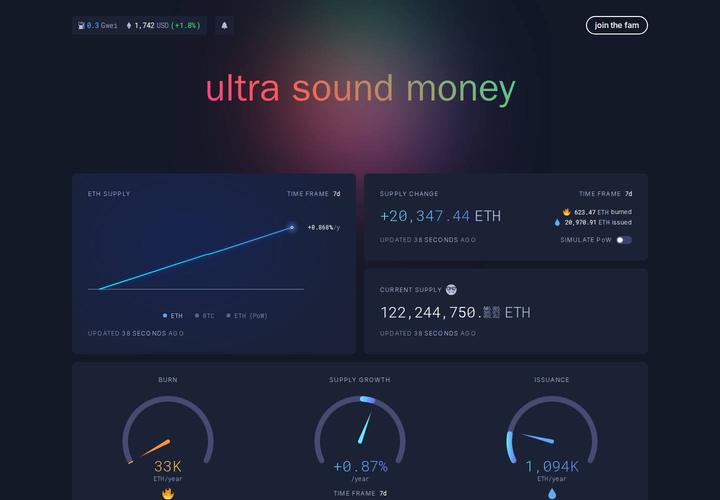 0.3 Gwei 1,742 USD (+1.8%)
join the fam
ultra sound money
ETH SUPPLY
TIME FRAME 7d
+0.868%/y
ETH BTC ETH (PoW)
UPDATED 38 SECONDS AGO
SUPPLY CHANGE
TIME FRAME 7d
+20,347.44 ETH
623.47 ETH burned
20,970.91 ETH issued
UPDATED 38 SECONDS AGO
SIMULATE PoW
CURRENT SUPPLY
122,244,750. ETH
UPDATED 38 SECONDS AGO
BURN
33K
ETH/year
SUPPLY GROWTH
+0.87%
/year
TIME FRAME 7d
ISSUANCE
1,094K
ETH/year